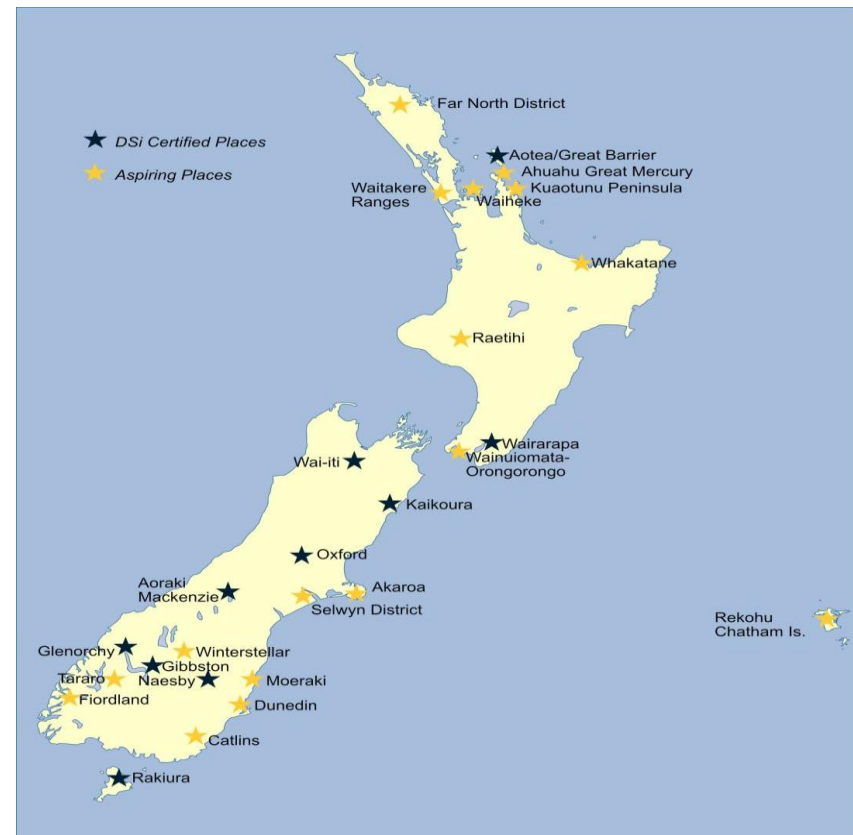 Far North District
DSi Certified Places
Aspiring Places
Aotea/Great Barrier
Ahuahu Great Mercury
Kuaotunu Peninsula
Waitakere
Ranges
Waiheke
Whakatane
Raetihi
Wairarapa
Wainuiomata-
Orongorongo
Wai-iti
Kaikoura
Oxford
Aoraki
Mackenzie
Akaroa
Selwyn District
Rekohu
Chatham Is.
Glenorchy
Winterstellar
Gibbston
Tararo
Naesby
Moeraki
Fiordland
Dunedin
Catlins
Rakiura